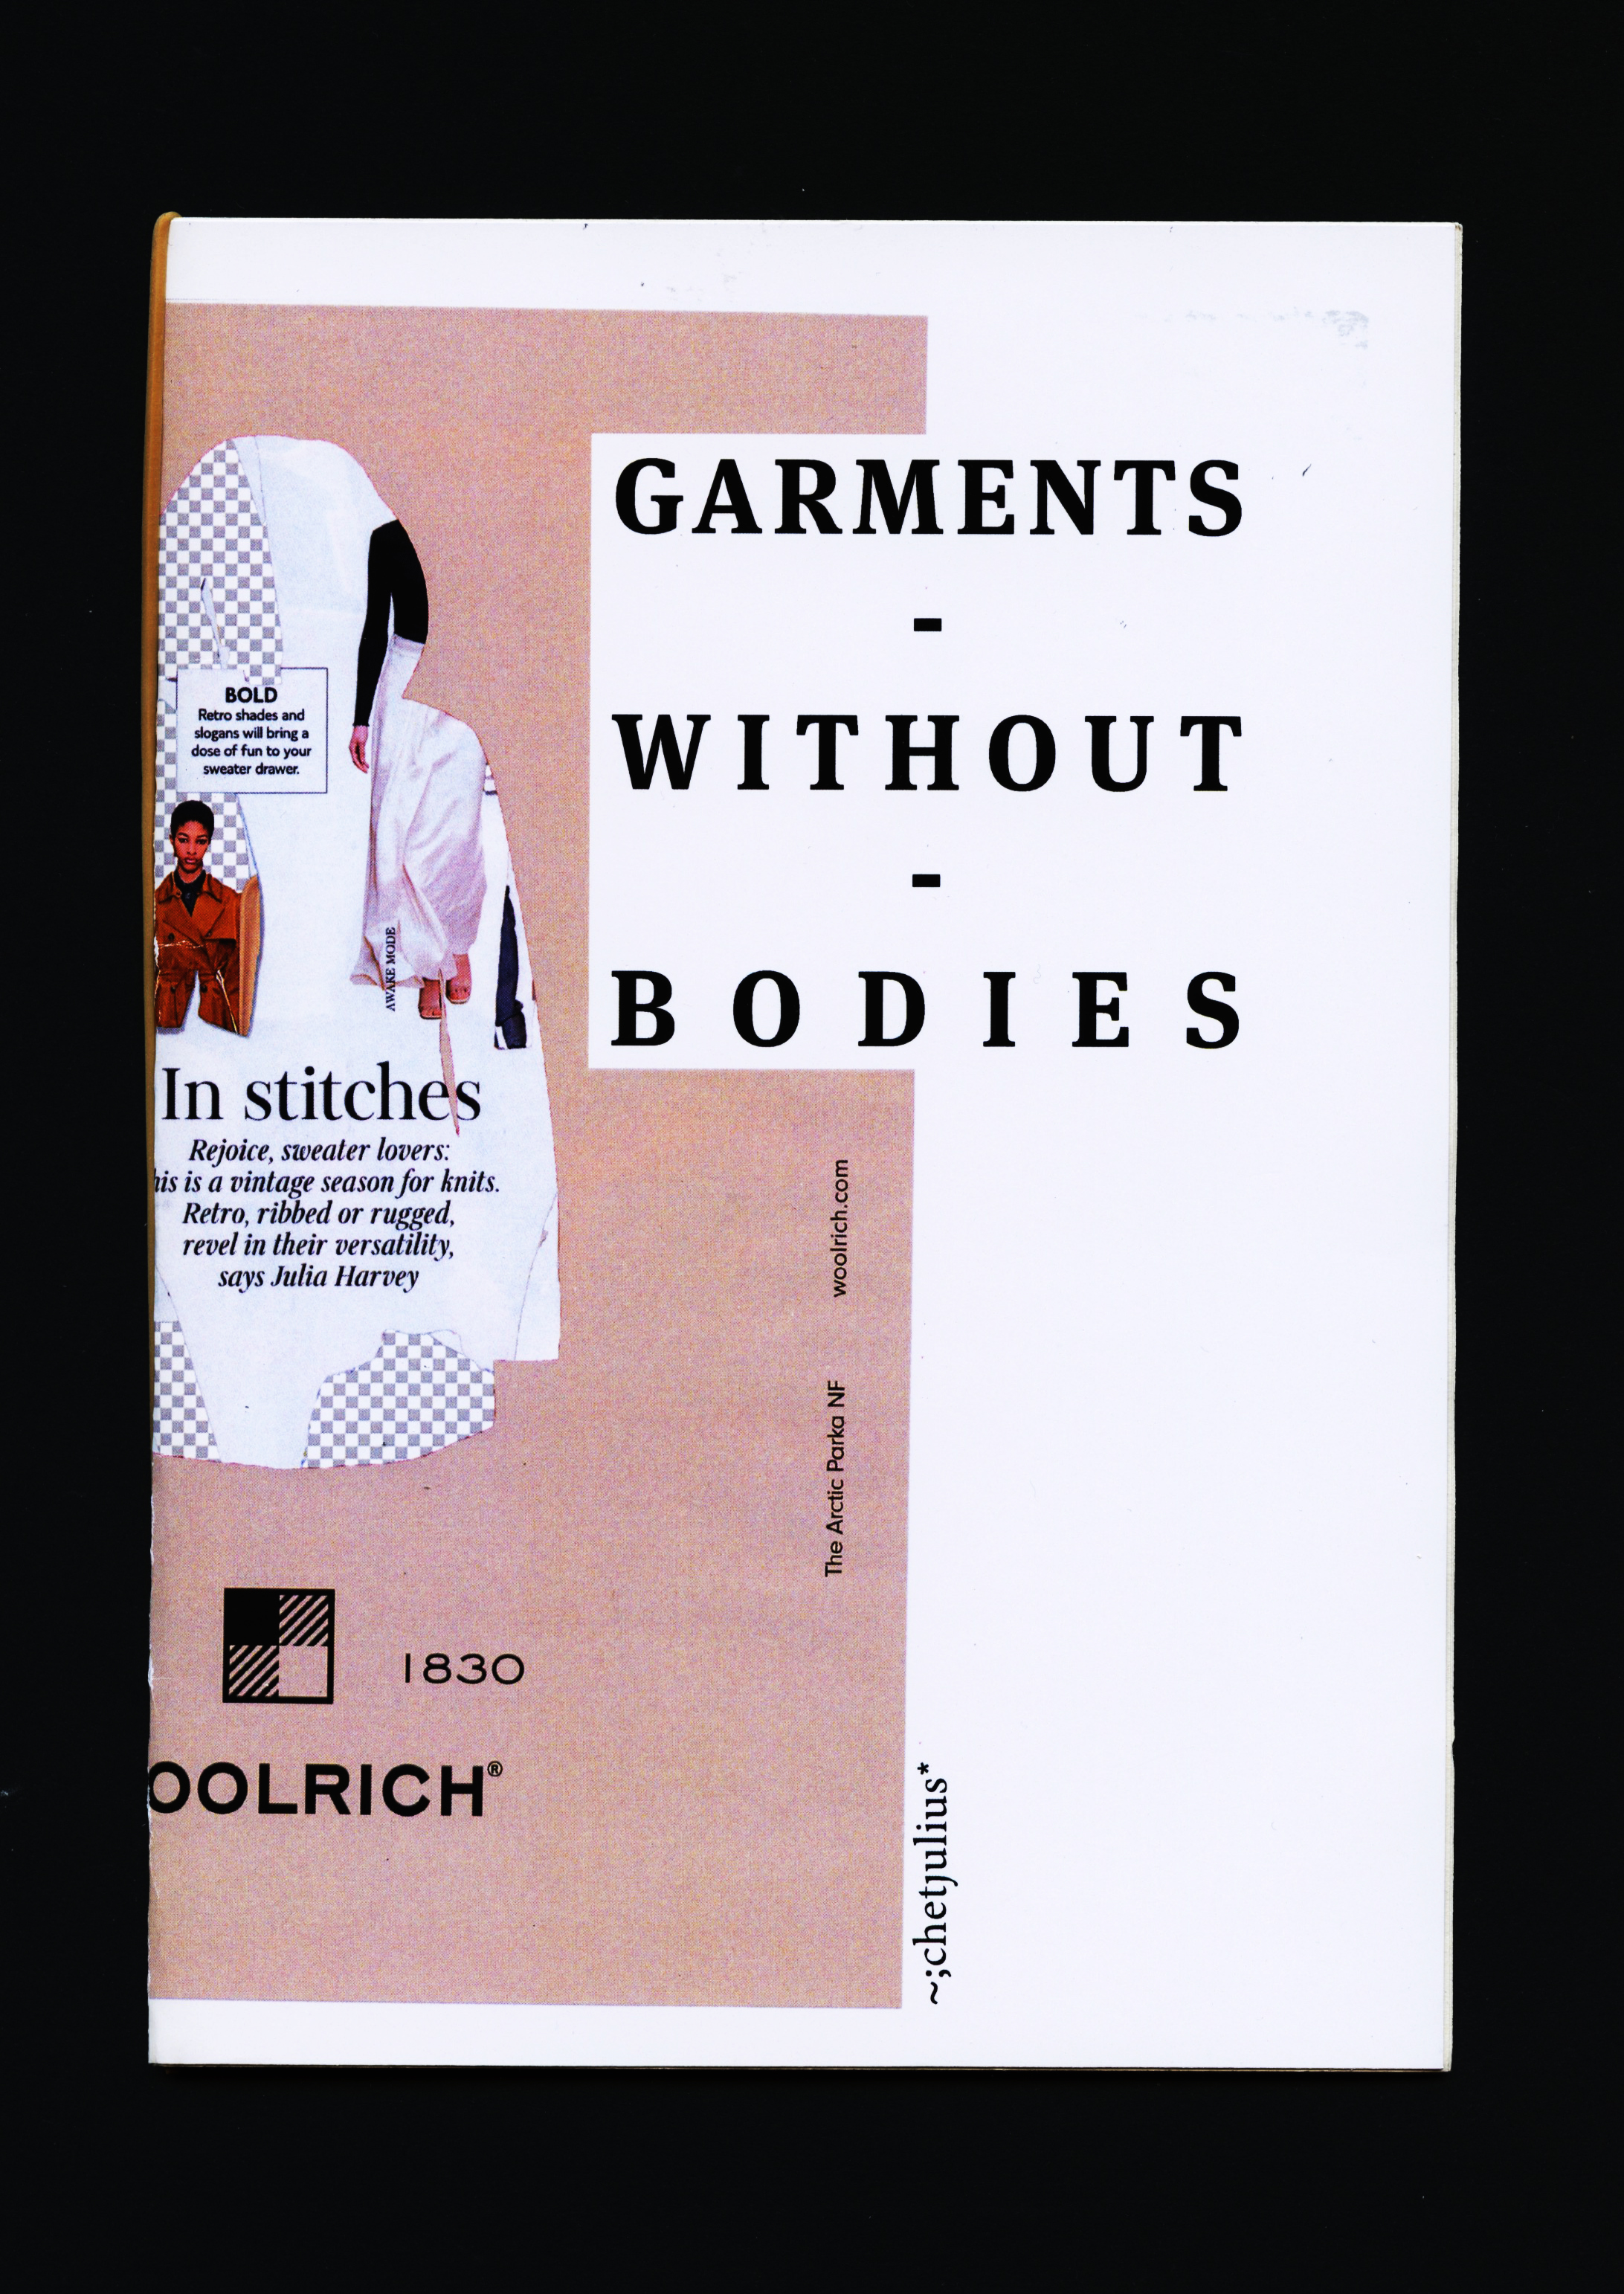 GARMENTS
-
WITHOUT
-
BODIES
BOLD
Retro shades and
slogans will bring a
dose of fun to your
sweater drawer.
AWAKE MODE
In stitches
Rejoice, sweater lovers:
his is a vintage season for knits.
Retro, ribbed or rugged,
revel in their versatility,
says Julia Harvey
The Arctic Parka NF woolrich.com
1830
OOLRICH®
~;chetjulius*